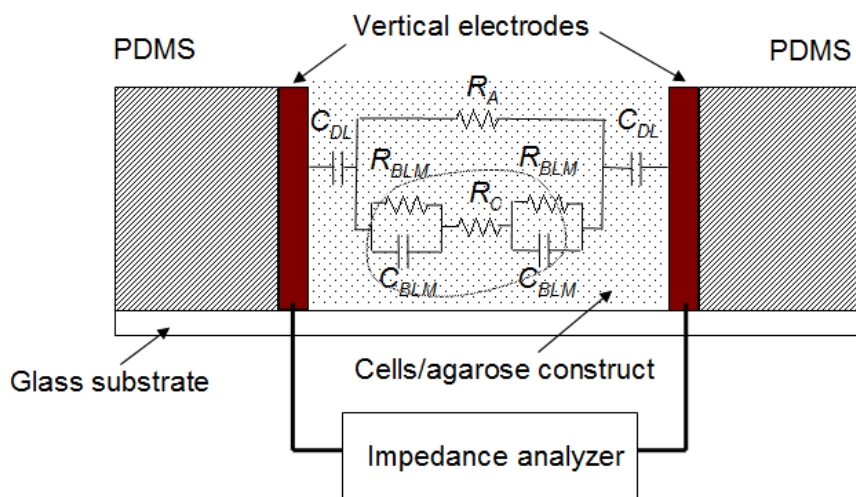 Vertical electrodes
PDMS
PDMS
R_A
C_DL
C_DL
R_BLM
R_BLM
R_C
C_BLM
C_BLM
Glass substrate
Cells/agarose construct
Impedance analyzer